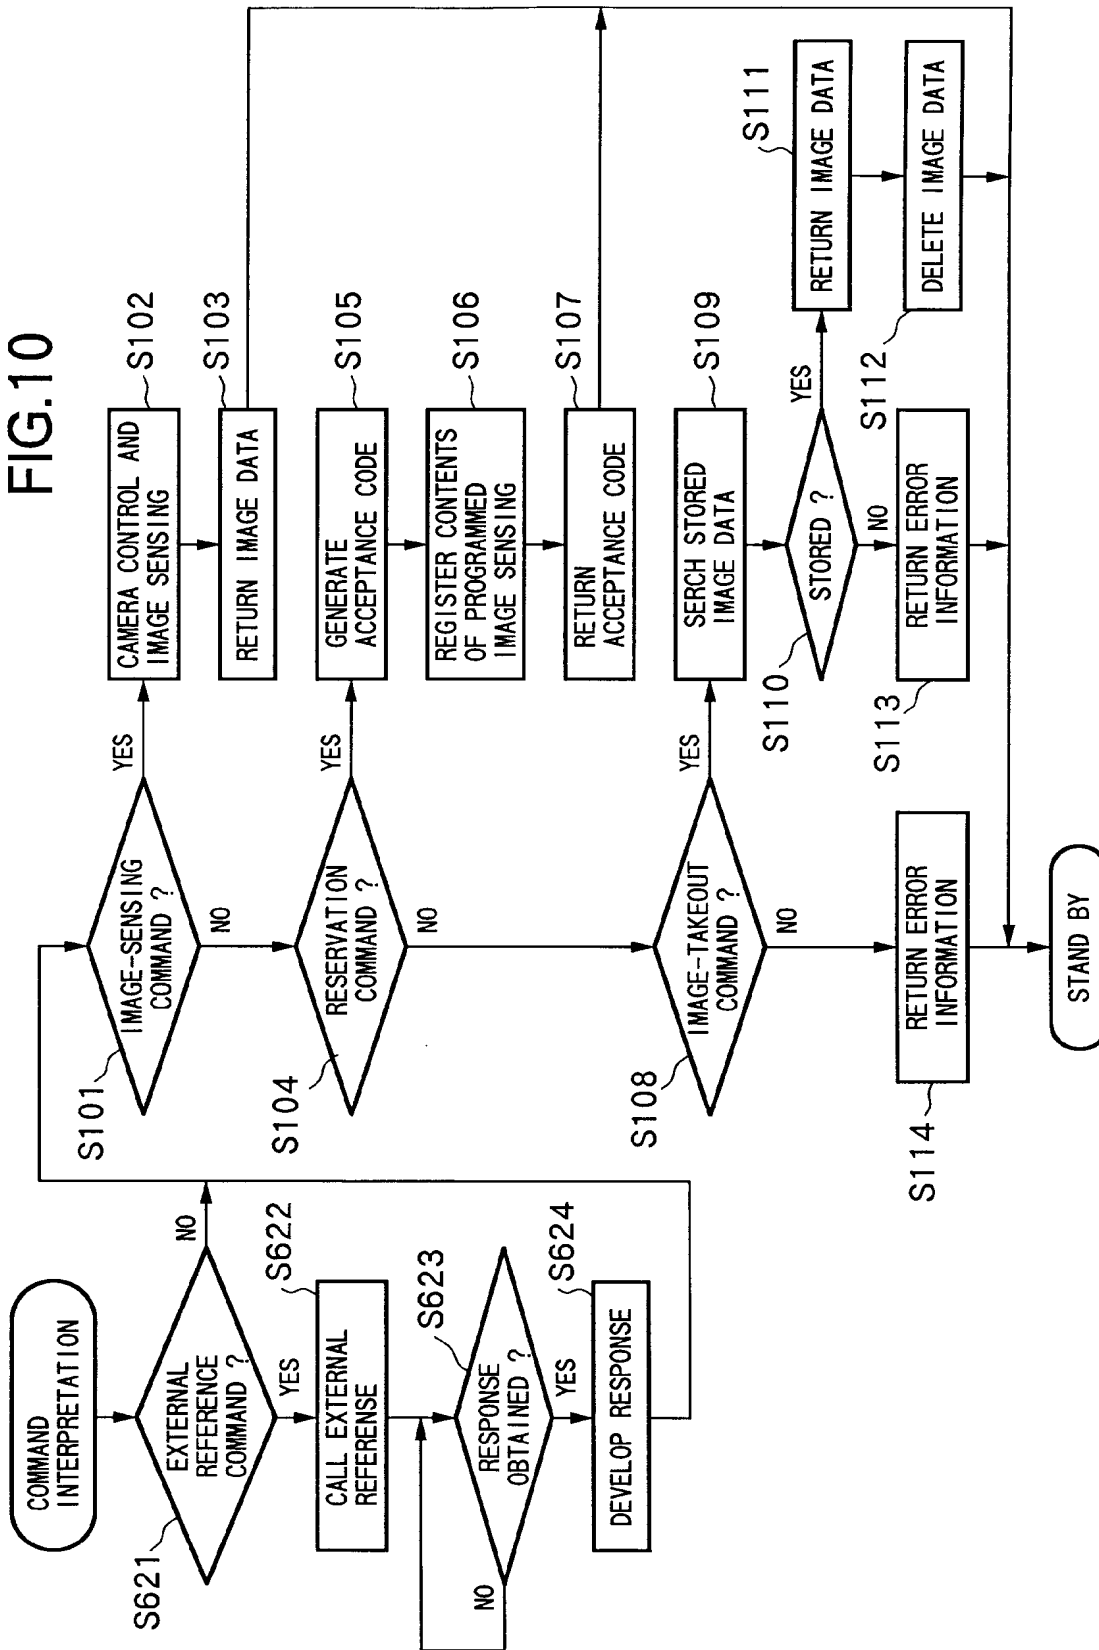 FIG.10
COMMAND
INTERPRETATION
EXTERNAL
REFERENCE
COMMAND ?
S621
NO
YES
CALL EXTERNAL
REFERENSE
S622
RESPONSE
OBTAINED ?
S623
NO
YES
DEVELOP RESPONSE
S624
IMAGE-SENSING
COMMAND ?
S101
YES
NO
CAMERA CONTROL AND
IMAGE SENSING
S102
RETURN IMAGE DATA
S103
RESERVATION
COMMAND ?
S104
YES
NO
GENERATE
ACCEPTANCE CODE
S105
REGISTER CONTENTS
OF PROGRAMMED
IMAGE SENSING
S106
RETURN
ACCEPTANCE CODE
S107
IMAGE-TAKEOUT
COMMAND ?
S108
YES
NO
SERCH STORED
IMAGE DATA
S109
STORED ?
S110
YES
NO
RETURN IMAGE DATA
S111
DELETE IMAGE DATA
S112
RETURN ERROR
INFORMATION
S113
RETURN ERROR
INFORMATION
S114
STAND BY